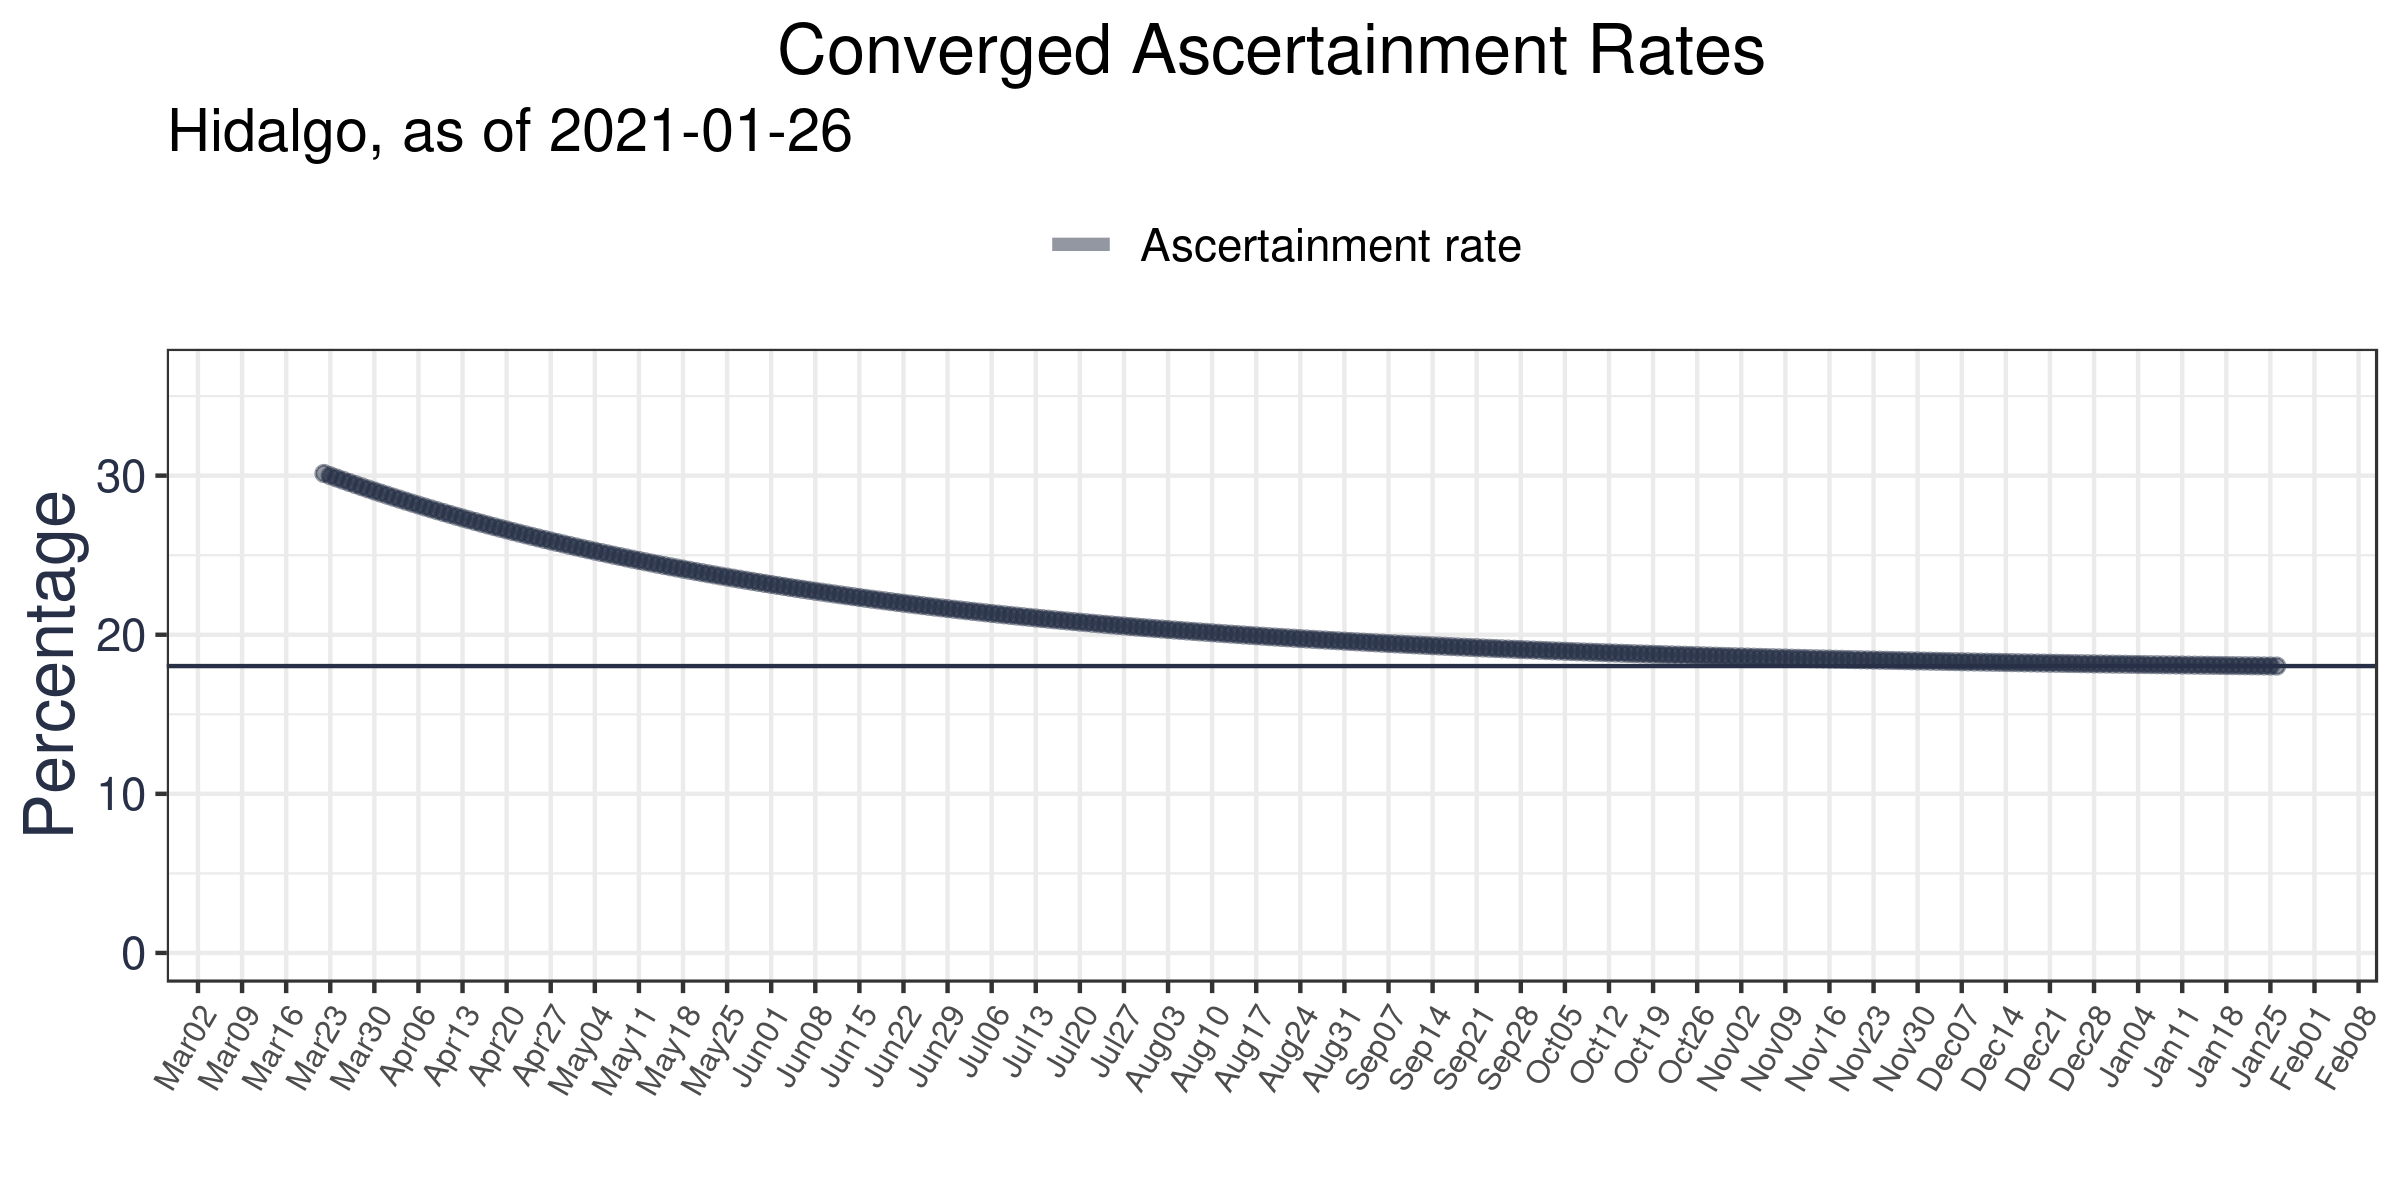 Converged Ascertainment Rates
Hidalgo, as of 2021-01-26
Ascertainment rate
Percentage
30
20
10
0
Mar02 Mar09 Mar16 Mar23 Mar30 Apr06 Apr13 Apr20 Apr27 May04 May11 May18 May25 Jun01 Jun08 Jun15 Jun22 Jun29 Jul06 Jul13 Jul20 Jul27 Aug03 Aug10 Aug17 Aug24 Aug31 Sep07 Sep14 Sep21 Sep28 Oct05 Oct12 Oct19 Oct26 Nov02 Nov09 Nov16 Nov23 Nov30 Dec07 Dec14 Dec21 Dec28 Jan04 Jan11 Jan18 Jan25 Feb01 Feb08